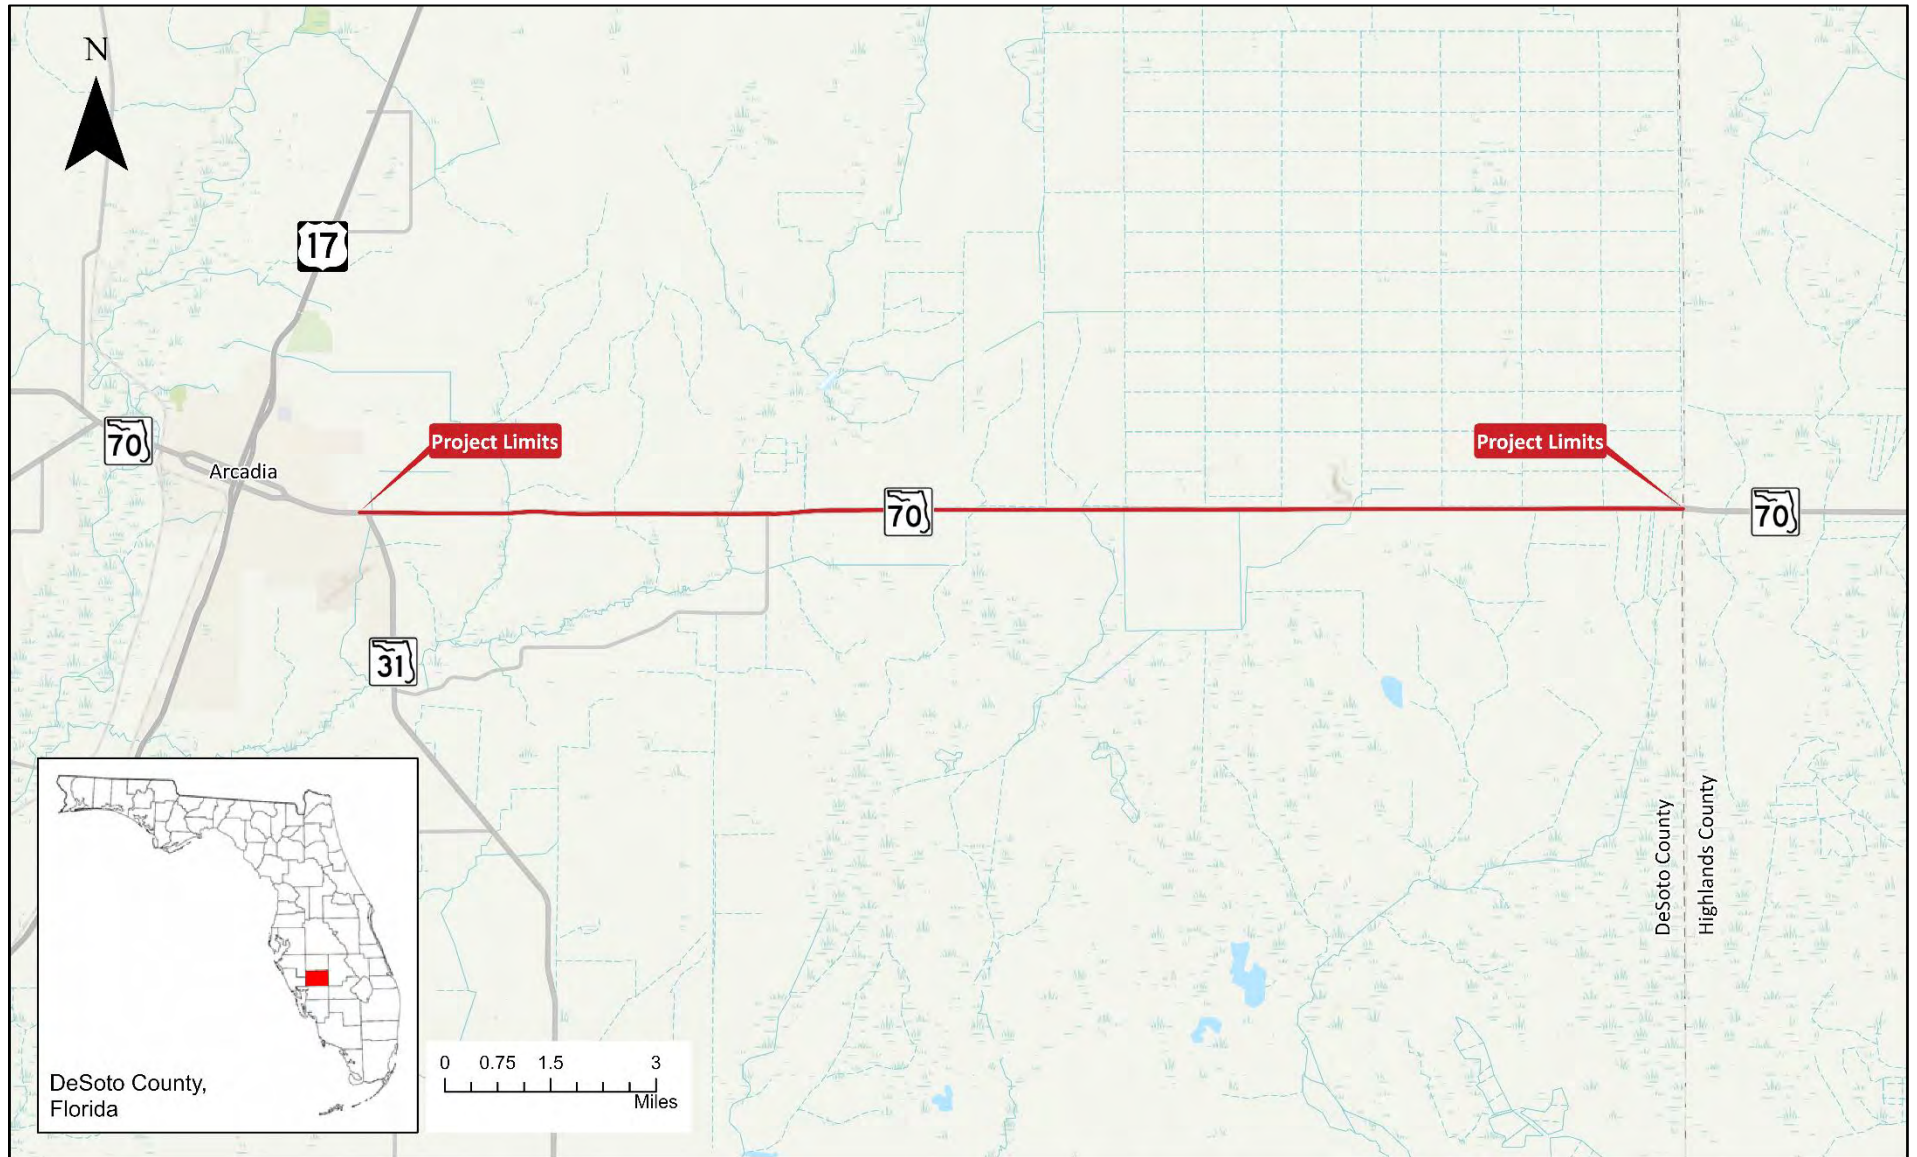 N
17
70
Arcadia
Project Limits
Project Limits
70
70
31
DeSoto County
Highlands County
DeSoto County,
Florida
0 0.75 1.5 3
Miles